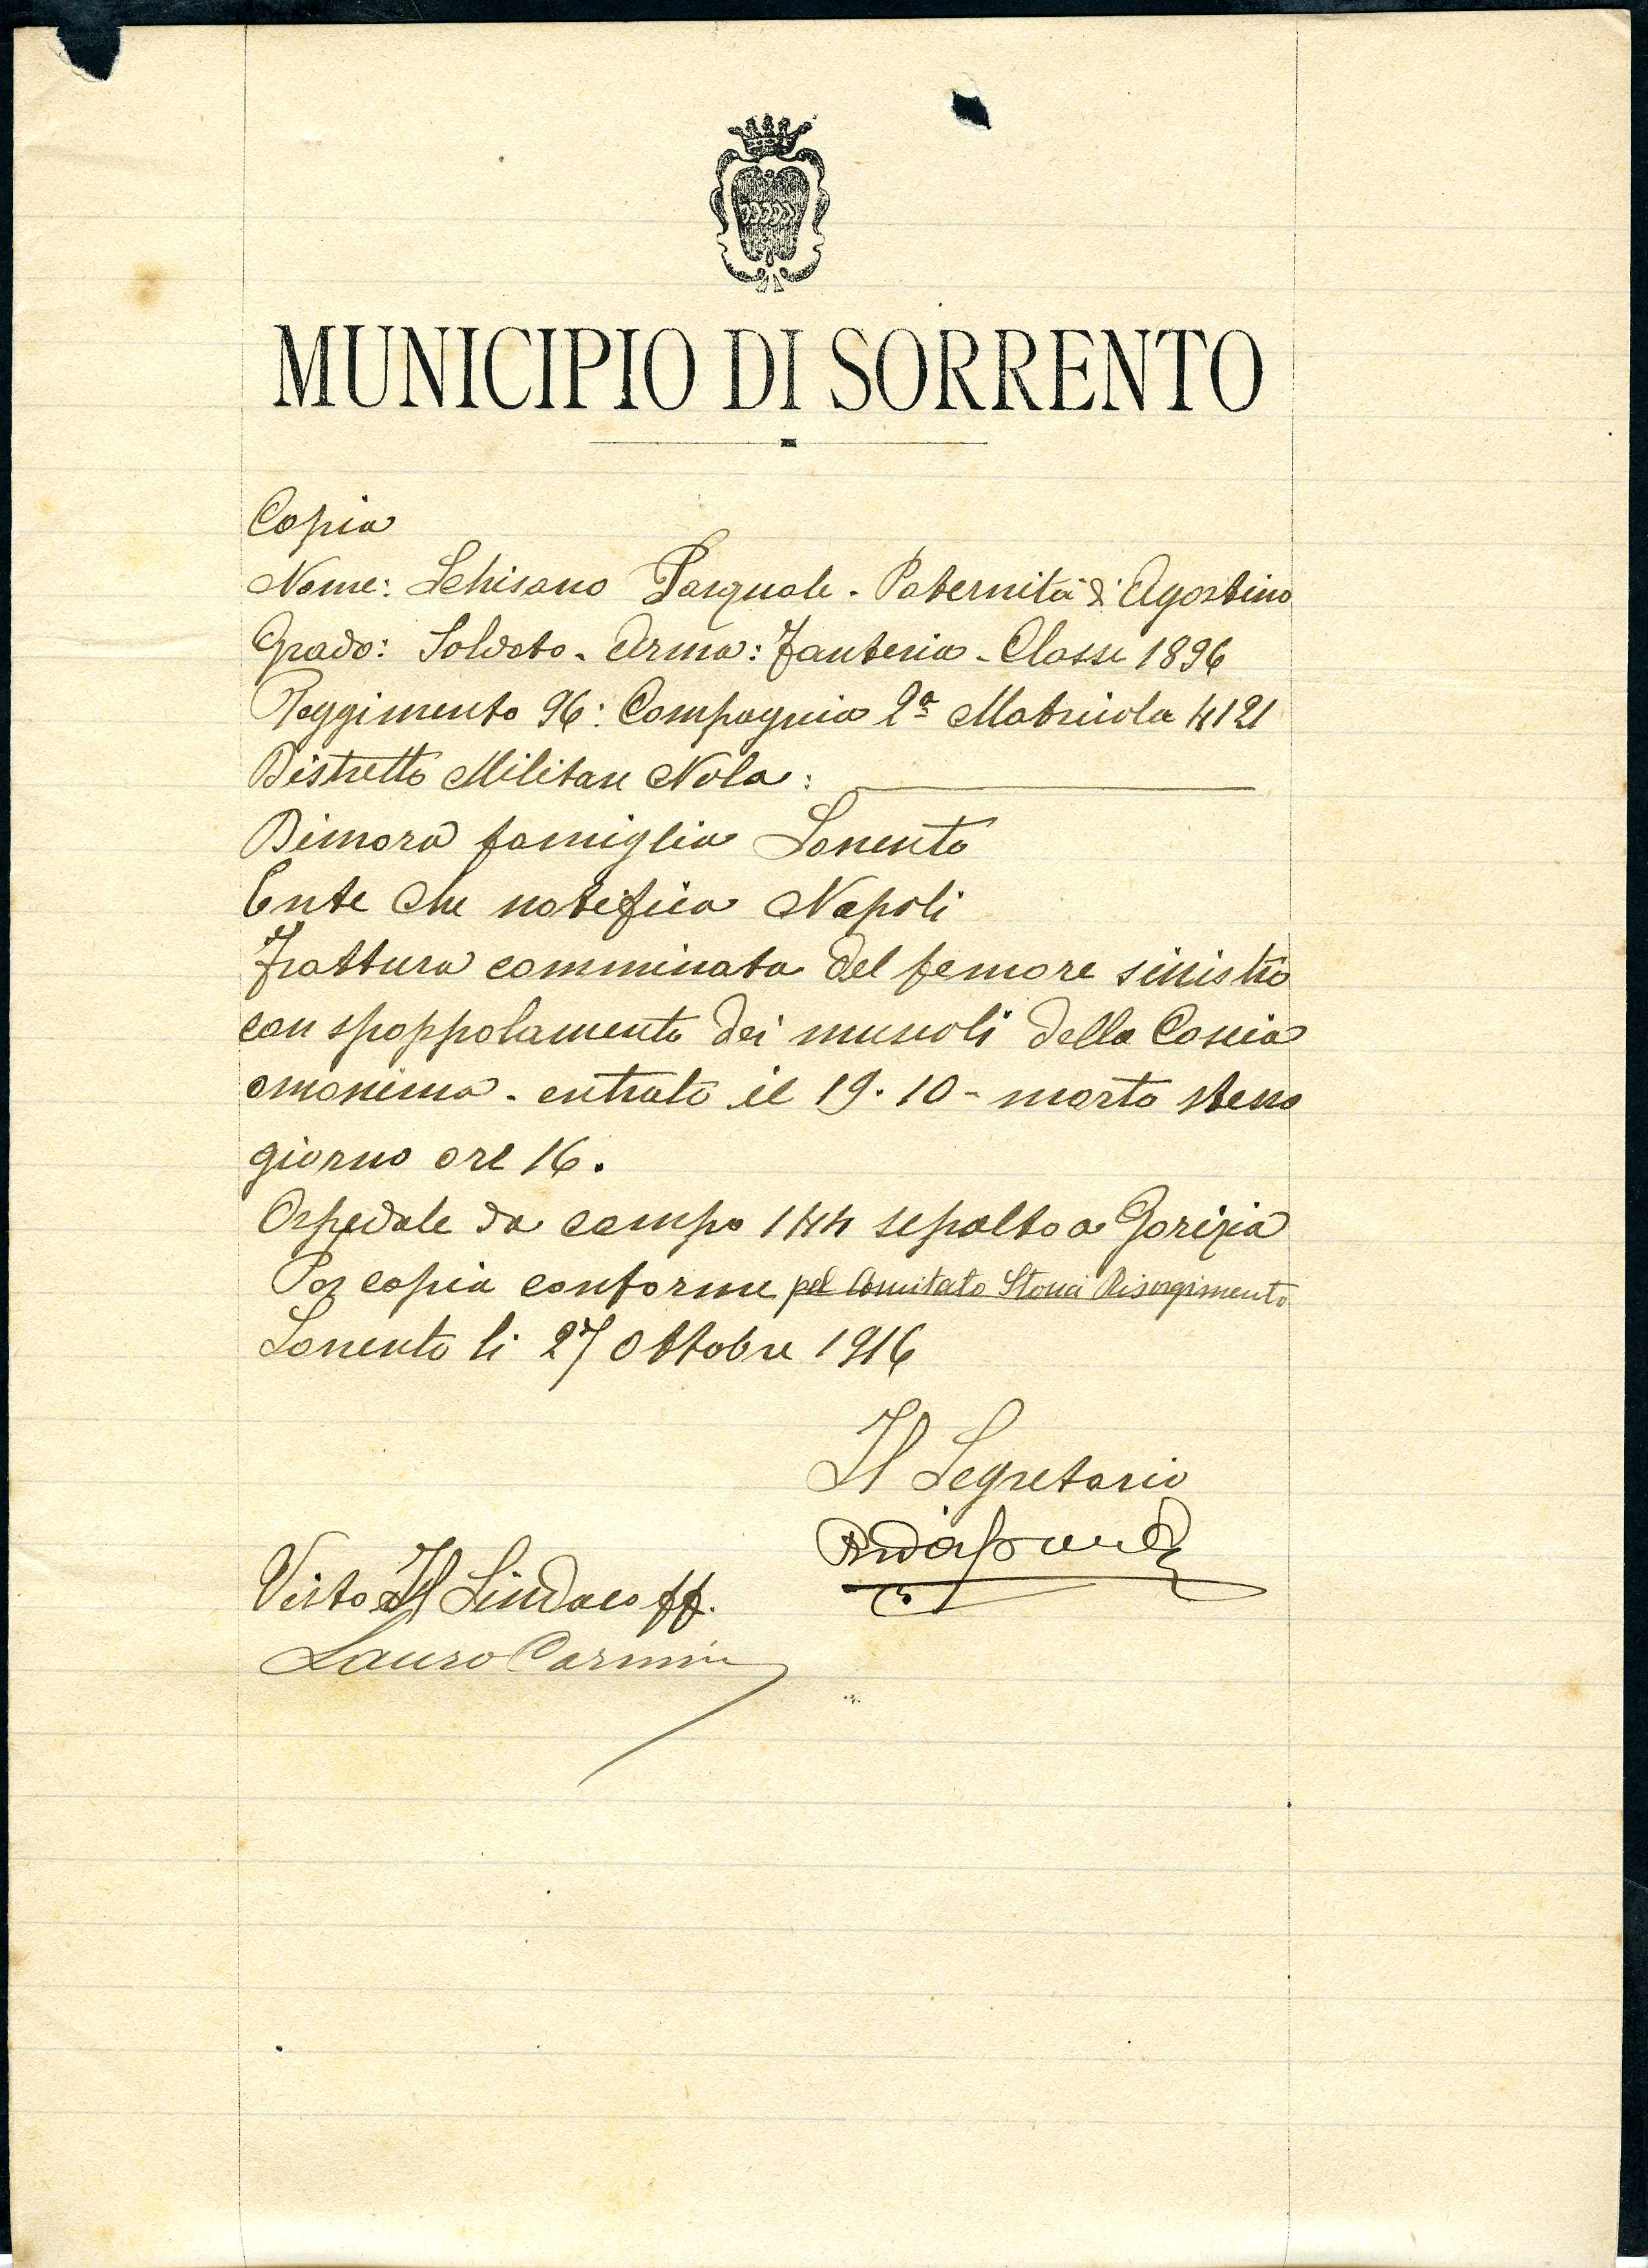 MUNICIPIO DI SORRENTO
Copia
Nome: Schisano Pasquale - Paternità di Agostino
Grado: Soldato - Arma: Fanteria - Classe 1896
Reggimento 96: Compagnia 2ª Matricola 4121
Distretto Militare Nola:
Dimora famiglia Sorrento
Ente che notifica Napoli
Frattura comminata del femore sinistro
con spappolamento dei muscoli della Coscia
omonima - entrato il 19-10 - morto stesso
giorno ore 16.
Ospedale da campo 144 sepolto a Gorizia
Per copia conforme pel Comitato Storia Risorgimento
Sorrento li 27 Ottobre 1916
Il Segretario
Visto Il Sindaco ff.
Lauro Carmin